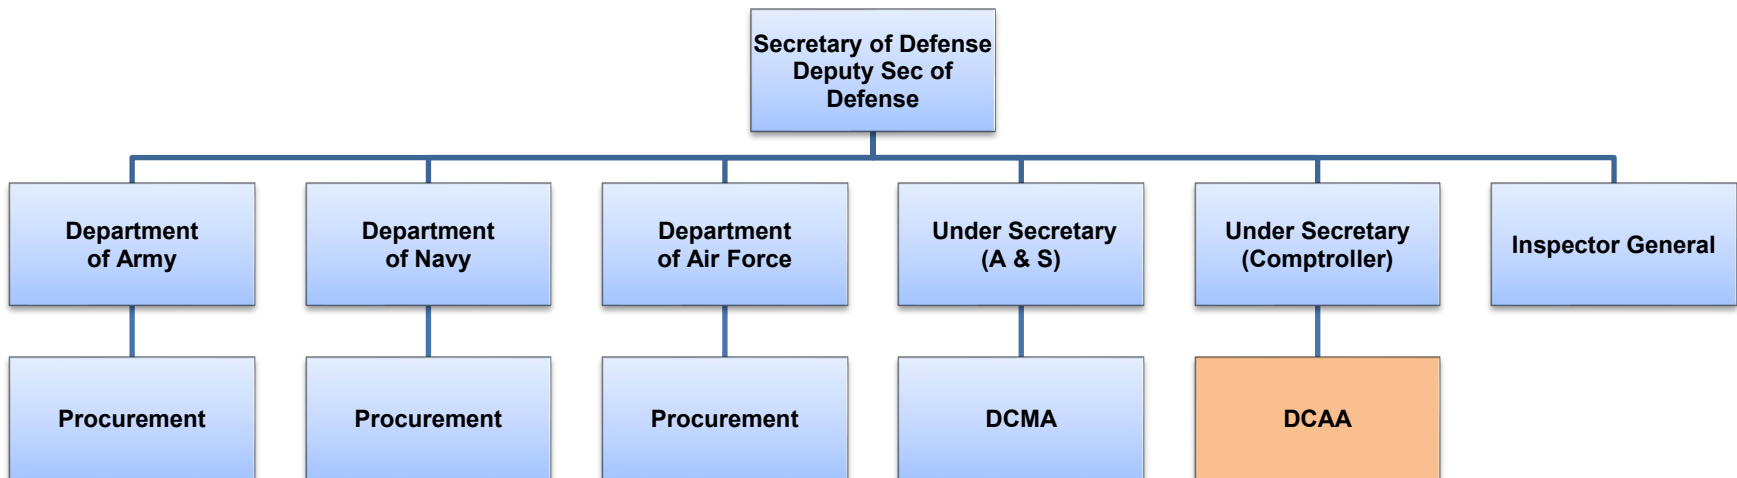 Secretary of Defense
Deputy Sec of
Defense
Department
of Army
Department
of Navy
Department
of Air Force
Under Secretary
(A & S)
Under Secretary
(Comptroller)
Inspector General
Procurement
Procurement
Procurement
DCMA
DCAA